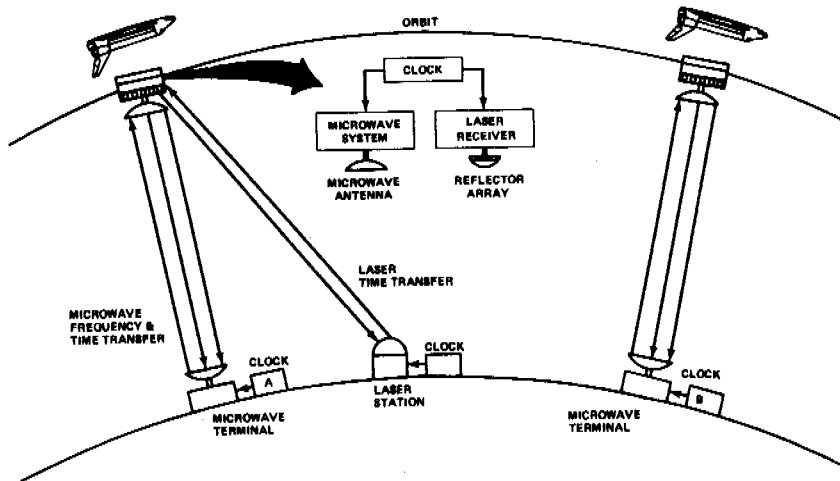 ORBIT
CLOCK
MICROWAVE
SYSTEM
LASER
RECEIVER
MICROWAVE
ANTENNA
REFLECTOR
ARRAY
LASER
TIME TRANSFER
MICROWAVE
FREQUENCY &
TIME TRANSFER
CLOCK
A
MICROWAVE
TERMINAL
CLOCK
LASER
STATION
CLOCK
B
MICROWAVE
TERMINAL